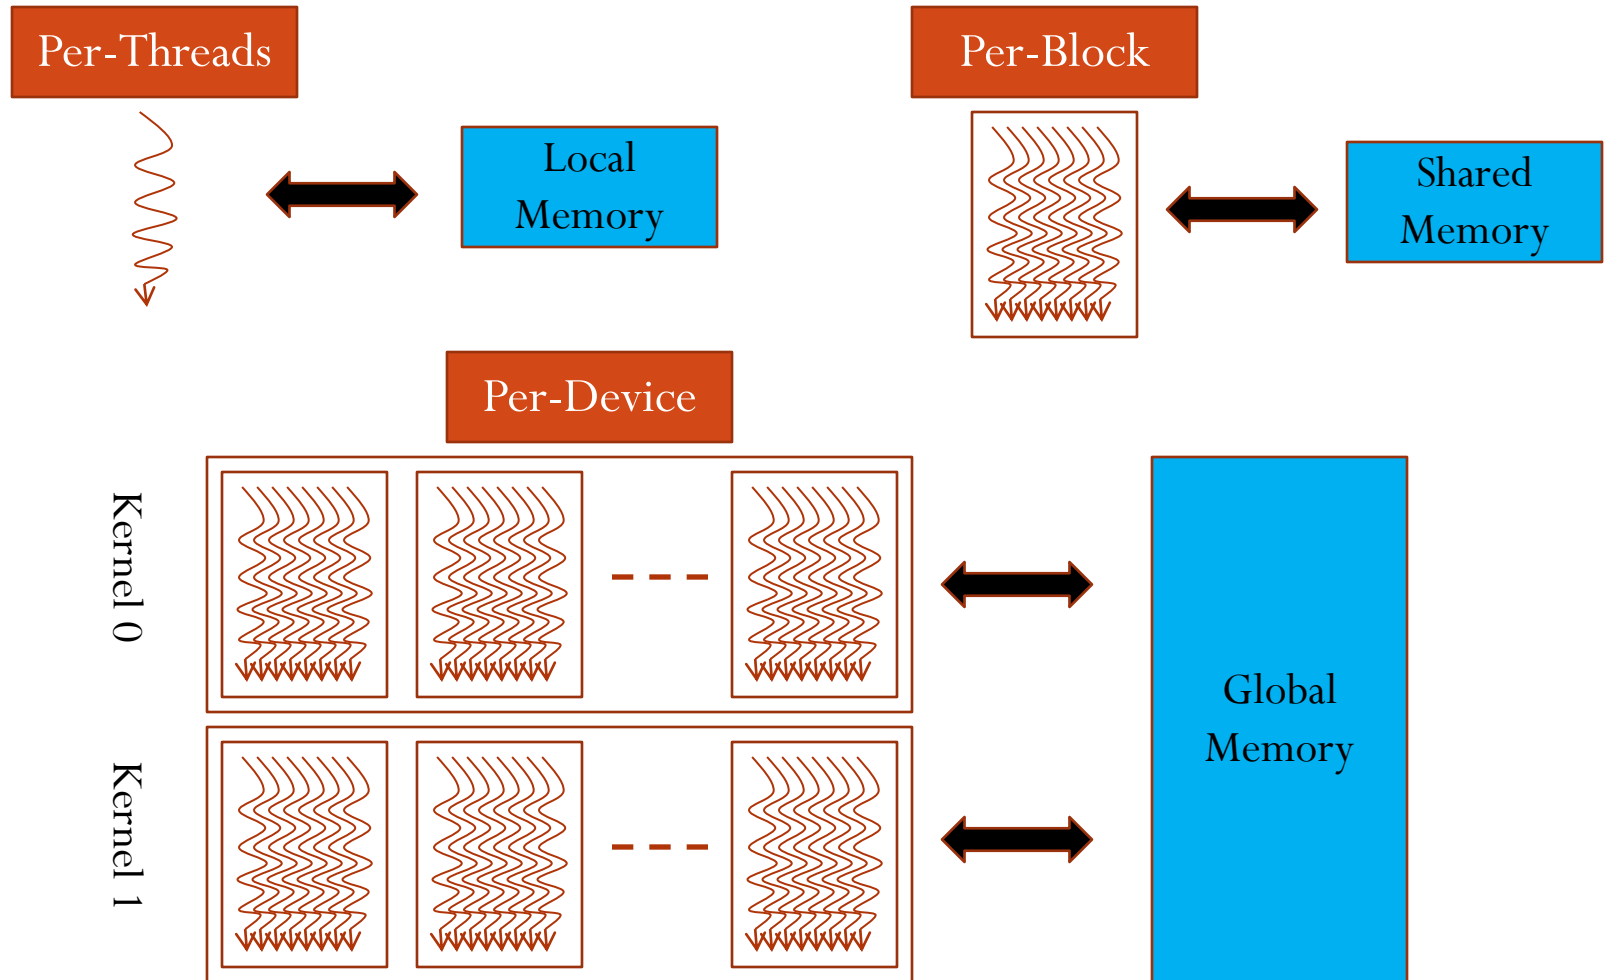 Per-Threads
Per-Block
Local
Memory
Shared
Memory
Per-Device
Kernel 0
Global
Memory
Kernel 1